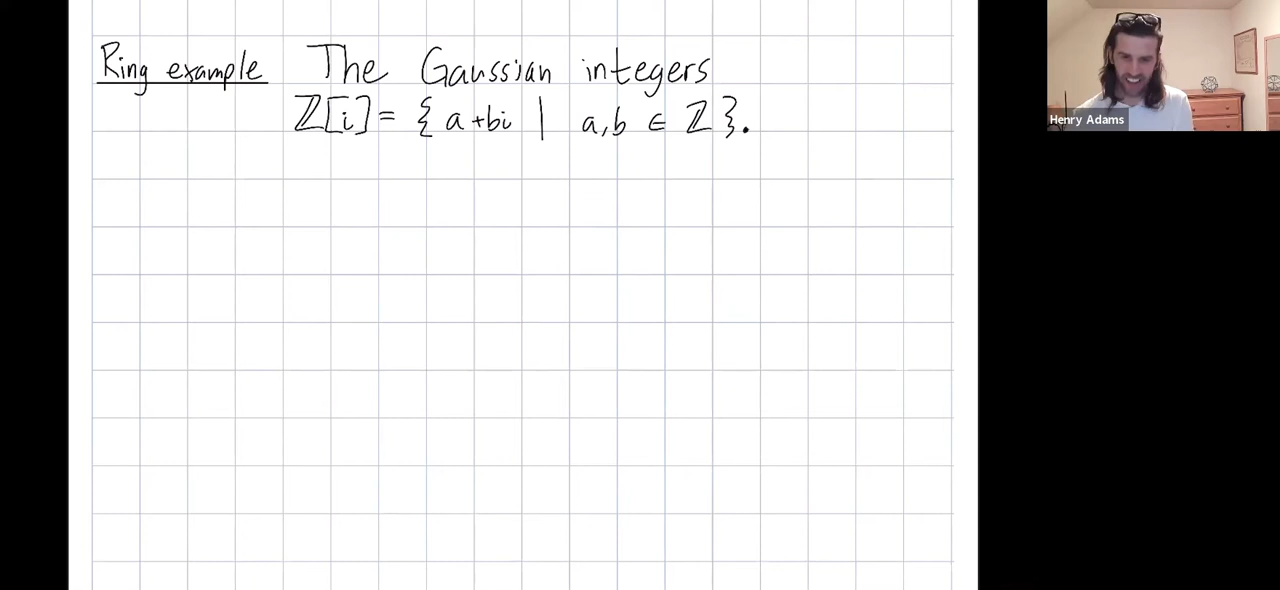 Ring example The Gaussian integers
ℤ[i] = { a+bi | a,b ∈ ℤ }.
Henry Adams